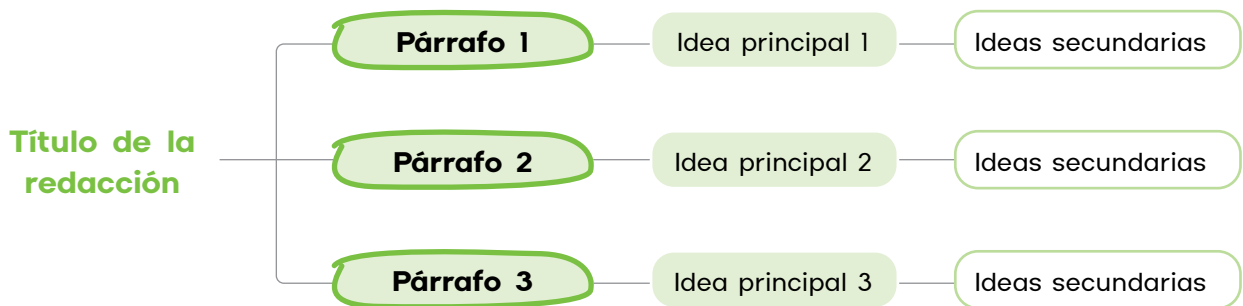 Párrafo 1
Idea principal 1
Ideas secundarias
Título de la
redacción
Párrafo 2
Idea principal 2
Ideas secundarias
Párrafo 3
Idea principal 3
Ideas secundarias